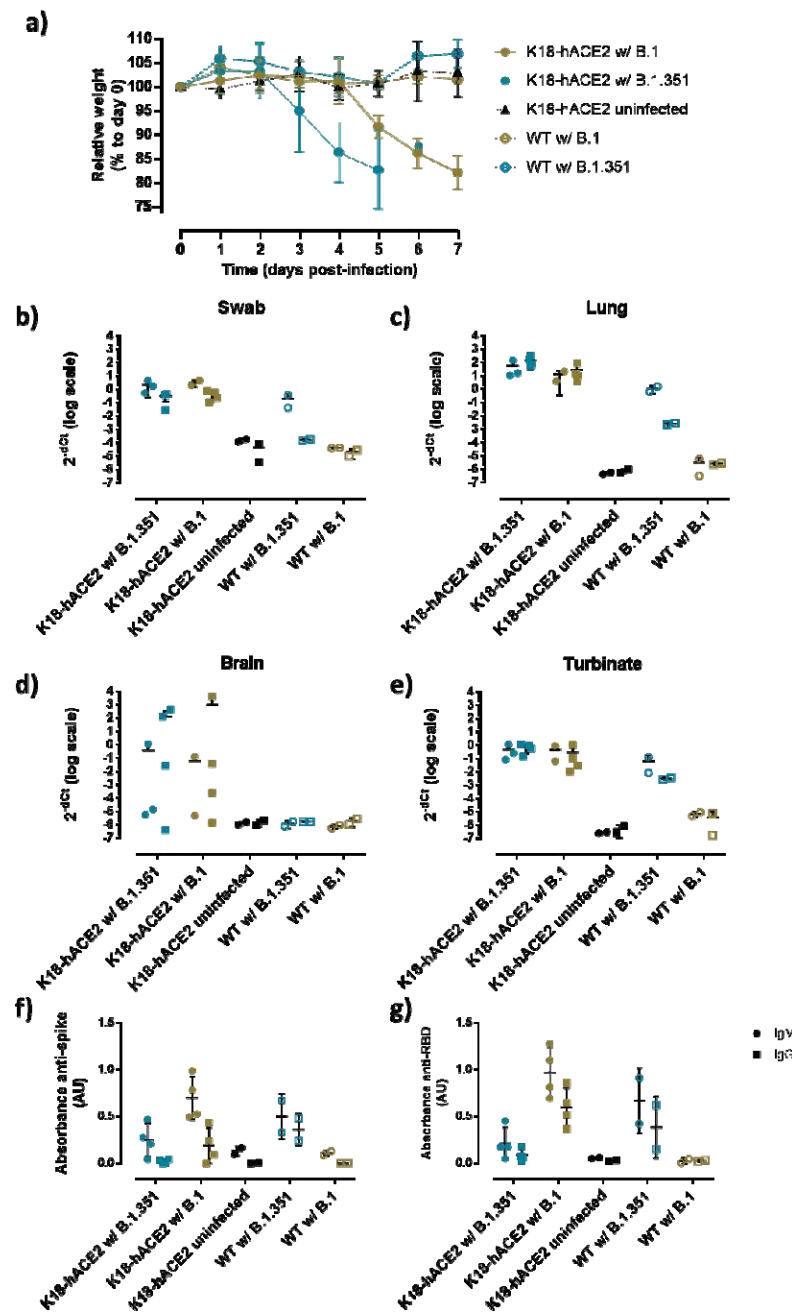 a)
110
105
100
95
90
85
80
75
Relative weight
(% to day 0)
0 1 2 3 4 5 6 7
Time (days post-infection)
K18-hACE2 w/ B.1
K18-hACE2 w/ B.1.351
K18-hACE2 uninfected
WT w/ B.1
WT w/ B.1.351
b)
Swab
2^-dCt (log scale)
4
3
2
1
0
-1
-2
-3
-4
-5
-6
-7
K18-hACE2 w/ B.1.351
K18-hACE2 w/ B.1
K18-hACE2 uninfected
WT w/ B.1.351
WT w/ B.1
c)
Lung
2^-dCt (log scale)
4
3
2
1
0
-1
-2
-3
-4
-5
-6
-7
K18-hACE2 w/ B.1.351
K18-hACE2 w/ B.1
K18-hACE2 uninfected
WT w/ B.1.351
WT w/ B.1
d)
Brain
2^-dCt (log scale)
4
3
2
1
0
-1
-2
-3
-4
-5
-6
-7
K18-hACE2 w/ B.1.351
K18-hACE2 w/ B.1
K18-hACE2 uninfected
WT w/ B.1.351
WT w/ B.1
e)
Turbinate
2^-dCt (log scale)
4
3
2
1
0
-1
-2
-3
-4
-5
-6
-7
K18-hACE2 w/ B.1.351
K18-hACE2 w/ B.1
K18-hACE2 uninfected
WT w/ B.1.351
WT w/ B.1
f)
Absorbance anti-spike
(AU)
1.5
1.0
0.5
0.0
K18-hACE2 w/ B.1.351
K18-hACE2 w/ B.1
K18-hACE2 uninfected
WT w/ B.1.351
WT w/ B.1
g)
Absorbance anti-RBD
(AU)
1.5
1.0
0.5
0.0
K18-hACE2 w/ B.1.351
K18-hACE2 w/ B.1
K18-hACE2 uninfected
WT w/ B.1.351
WT w/ B.1
IgG